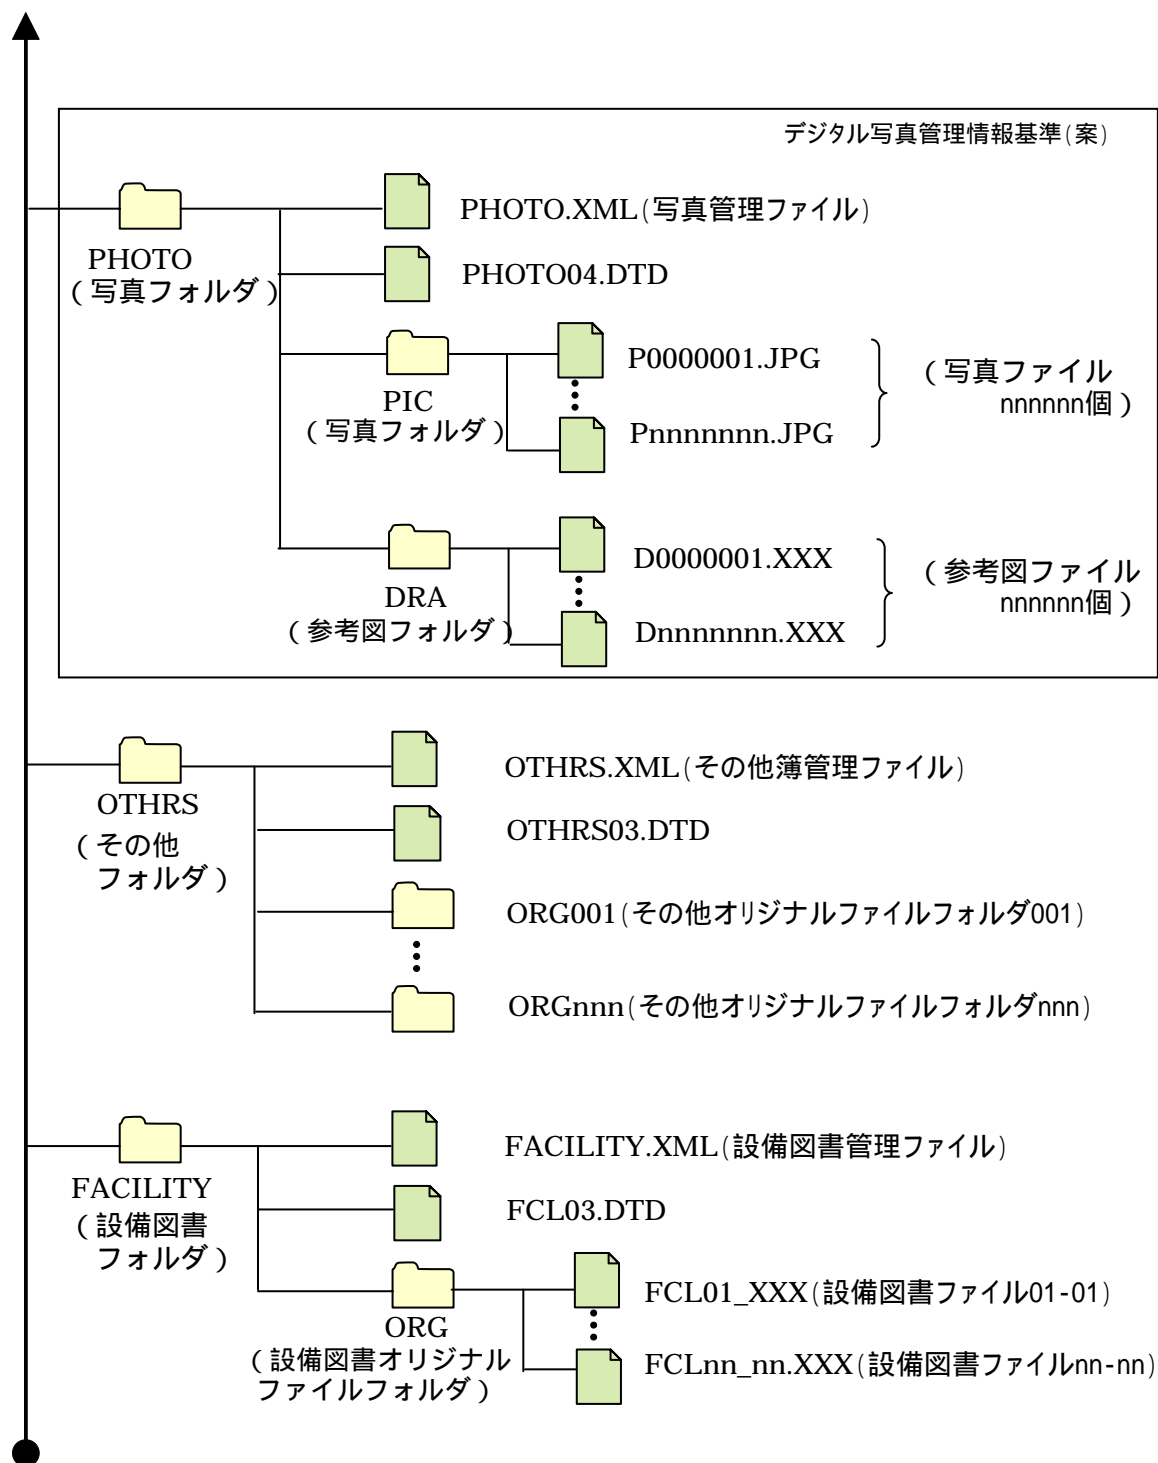 デジタル写真管理情報基準(案)
PHOTO.XML(写真管理ファイル)
PHOTO
(写真フォルダ)
PHOTO04.DTD
P0000001.JPG
(写真ファイル
nnnnnn個)
PIC
(写真フォルダ)
Pnnnnnnn.JPG
D0000001.XXX
(参考図ファイル
nnnnnn個)
DRA
(参考図フォルダ)
Dnnnnnnn.XXX
OTHRS.XML(その他簿管理ファイル)
OTHRS
(その他
フォルダ)
OTHRS03.DTD
ORG001(その他オリジナルファイルフォルダ001)
ORGnnn(その他オリジナルファイルフォルダnnn)
FACILITY.XML(設備図書管理ファイル)
FACILITY
(設備図書
フォルダ)
FCL03.DTD
FCL01_XXX(設備図書ファイル01-01)
ORG
(設備図書オリジナル
ファイルフォルダ)
FCLnn_nn.XXX(設備図書ファイルnn-nn)